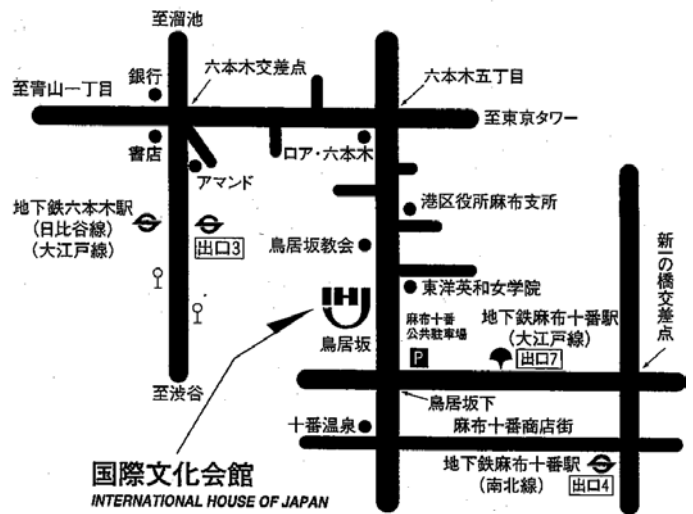 至溜池
銀行
六本木交差点
六本木五丁目
至青山一丁目
至東京タワー
書店
ロア・六本木
アマンド
地下鉄六本木駅
(日比谷線)
(大江戸線)
出口3
港区役所麻布支所
鳥居坂教会
東洋英和女学院
新一の橋交差点
IHJ
鳥居坂
麻布十番
公共駐車場
P
地下鉄麻布十番駅
(大江戸線)
出口7
至渋谷
鳥居坂下
十番温泉
麻布十番商店街
国際文化会館
INTERNATIONAL HOUSE OF JAPAN
地下鉄麻布十番駅
(南北線)
出口4